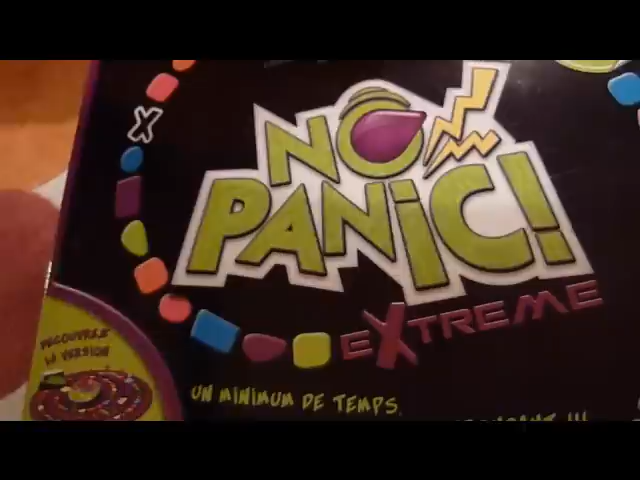 X
NO
PANiC!
eXTREME
DECOUVREZ
LA VERSION
UN MINIMUM DE TEMPS,